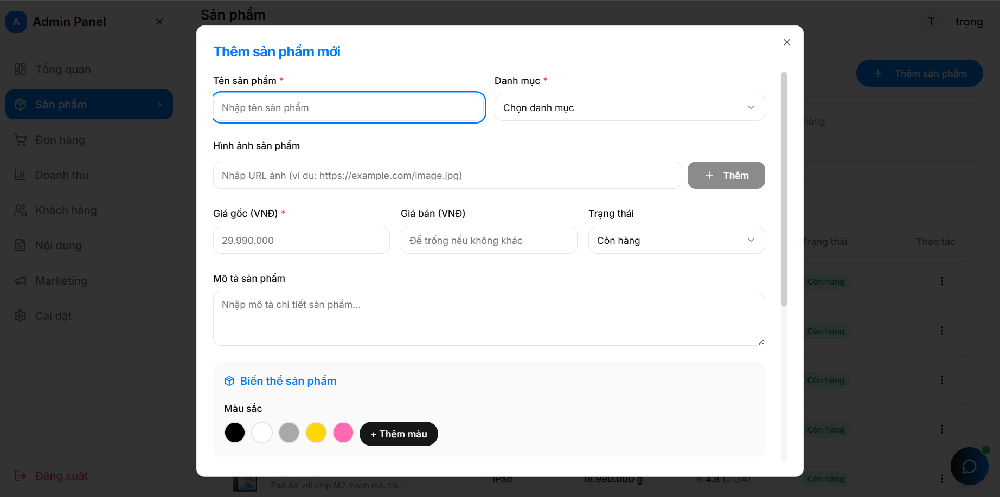 A Admin Panel
Sản phẩm
T trọng
Tổng quan
Sản phẩm
Đơn hàng
Doanh thu
Khách hàng
Nội dung
Marketing
Cài đặt
Đăng xuất
Thêm sản phẩm
Thêm sản phẩm mới
Tên sản phẩm *
Danh mục *
Nhập tên sản phẩm
Chọn danh mục
Hình ảnh sản phẩm
Nhập URL ảnh (ví dụ: https://example.com/image.jpg)
Thêm
Giá gốc (VNĐ) *
Giá bán (VNĐ)
Trạng thái
29.990.000
Để trống nếu không khác
Còn hàng
Mô tả sản phẩm
Nhập mô tả chi tiết sản phẩm...
Biến thể sản phẩm
Màu sắc
+ Thêm màu
hàng
Trạng thái
Thao tác
Còn hàng
Còn hàng
Còn hàng
Còn hàng
iPad Air với chip M2 mạnh mẽ, thi...
iPad
18.990.000 ₫
4.8 (2134)
Còn hàng